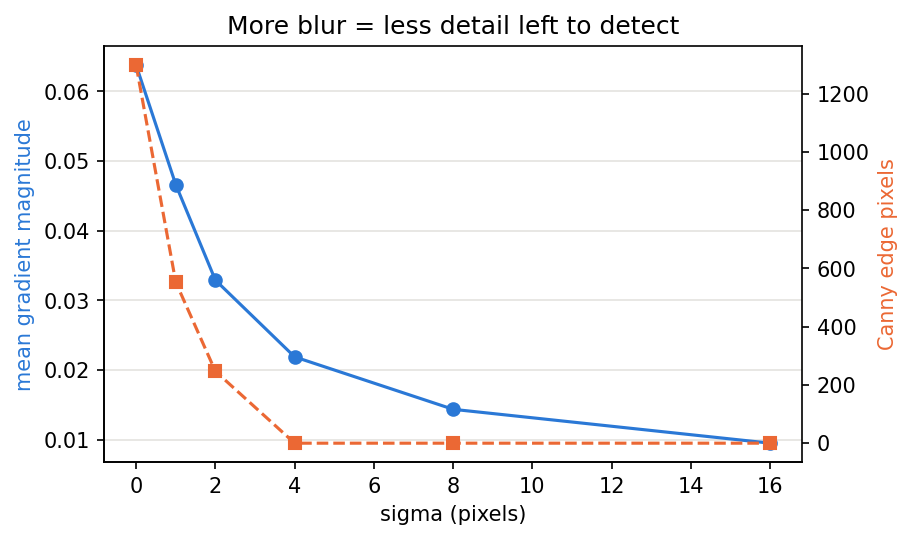 More blur = less detail left to detect
mean gradient magnitude
0.06
0.05
0.04
0.03
0.02
0.01
1200
1000
800
600
400
200
0
Canny edge pixels
0 2 4 6 8 10 12 14 16
sigma (pixels)